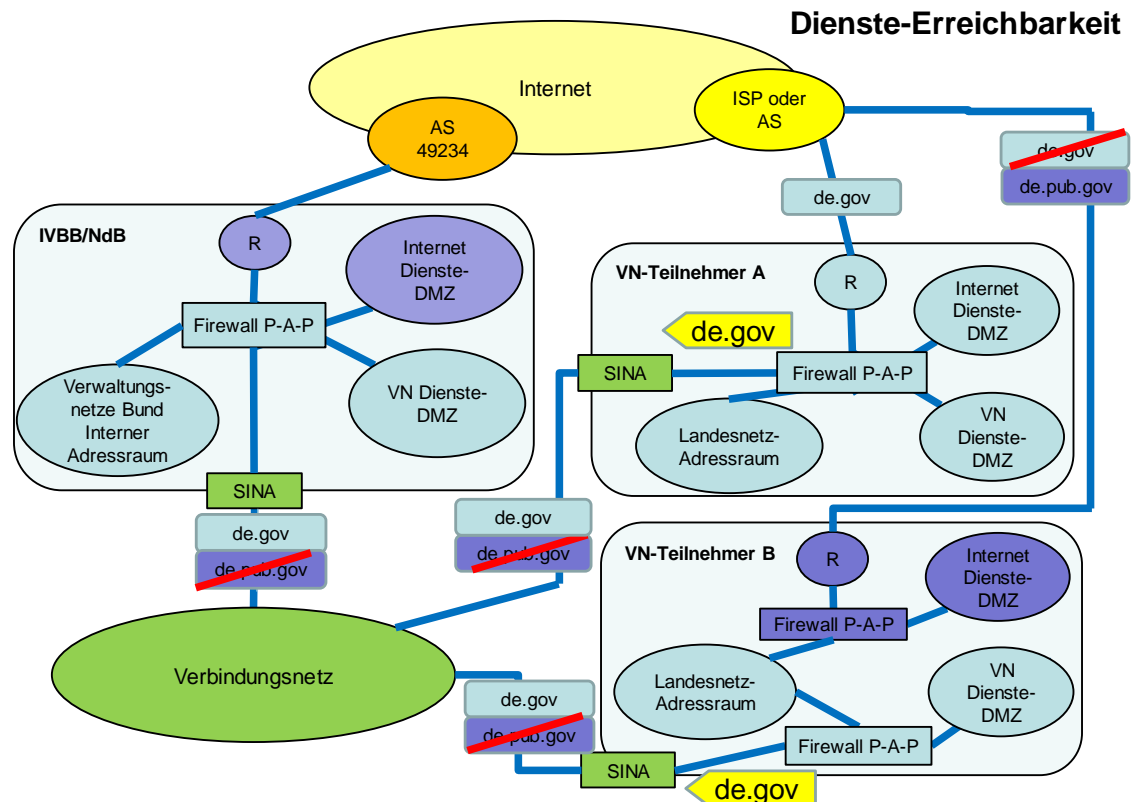 Dienste-Erreichbarkeit
Internet
ISP oder
AS
AS
49234
de.gov
de.pub.gov
de.gov
IVBB/NdB
R
Internet
Dienste-
DMZ
Firewall P-A-P
Verwaltungs-
netze Bund
Interner
Adressraum
VN Dienste-
DMZ
SINA
de.gov
de.pub.gov
VN-Teilnehmer A
R
Internet
Dienste-
DMZ
de.gov
SINA
Firewall P-A-P
Landesnetz-
Adressraum
VN
Dienste-
DMZ
de.gov
de.pub.gov
VN-Teilnehmer B
R
Internet
Dienste-
DMZ
Firewall P-A-P
Landesnetz-
Adressraum
VN
Dienste-
DMZ
Firewall P-A-P
Verbindungsnetz
de.gov
de.pub.gov
SINA
de.gov